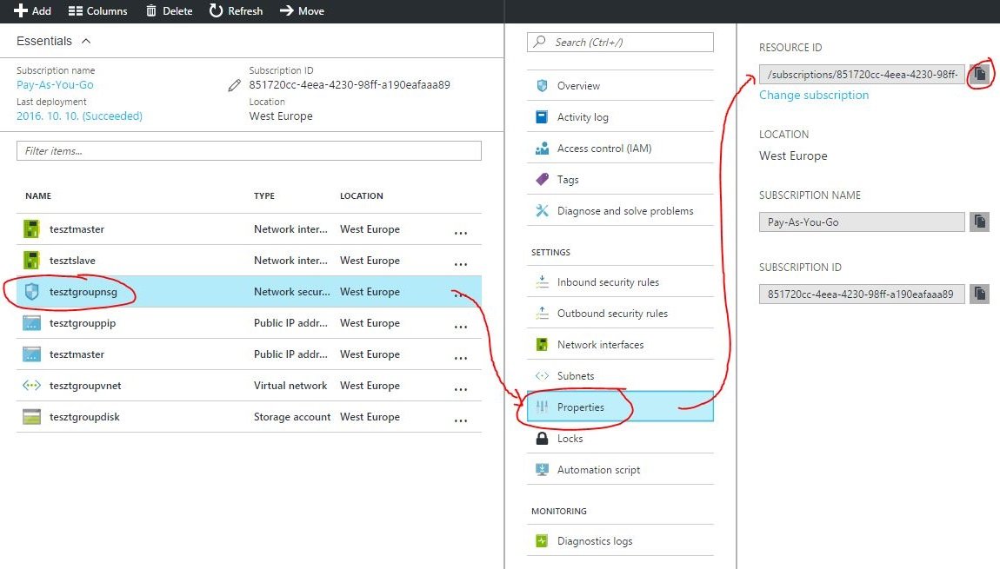 Add Columns Delete Refresh Move
Essentials
Subscription name
Pay-As-You-Go
Last deployment
2016. 10. 10. (Succeeded)
Subscription ID
851720cc-4eea-4230-98ff-a190eafaaa89
Location
West Europe
Filter items...
NAME TYPE LOCATION
tesztmaster Network inter... West Europe ...
tesztslave Network inter... West Europe ...
tesztgroupnsg Network secur... West Europe ...
tesztgrouppip Public IP addr... West Europe ...
tesztmaster Public IP addr... West Europe ...
tesztgroupvnet Virtual network West Europe ...
tesztgroupdisk Storage account West Europe ...
Search (Ctrl+/)
Overview
Activity log
Access control (IAM)
Tags
Diagnose and solve problems
SETTINGS
Inbound security rules
Outbound security rules
Network interfaces
Subnets
Properties
Locks
Automation script
MONITORING
Diagnostics logs
RESOURCE ID
/subscriptions/851720cc-4eea-4230-98ff-
Change subscription
LOCATION
West Europe
SUBSCRIPTION NAME
Pay-As-You-Go
SUBSCRIPTION ID
851720cc-4eea-4230-98ff-a190eafaaa89